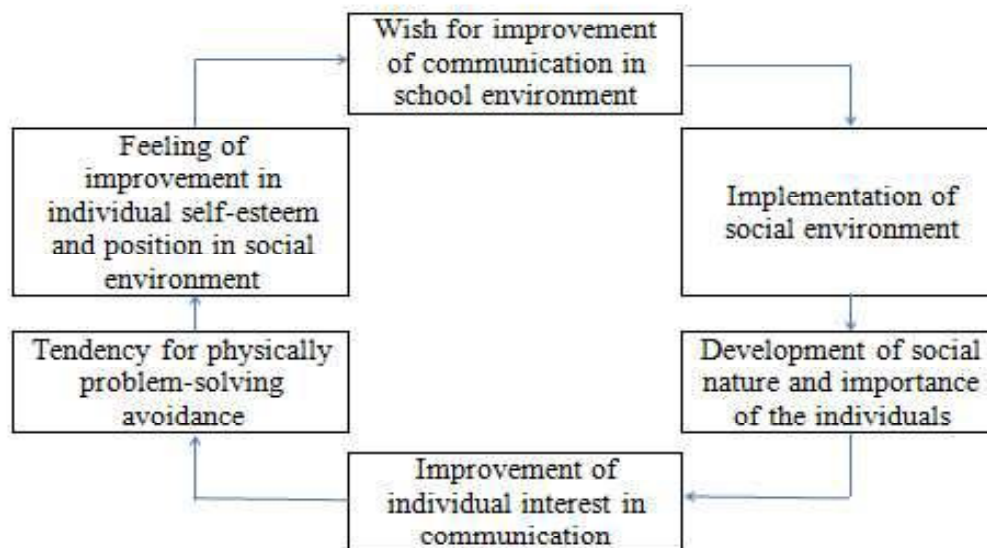 Wish for improvement
of communication in
school environment
Feeling of
improvement in
individual self-esteem
and position in social
environment
Implementation of
social environment
Tendency for physically
problem-solving
avoidance
Development of social
nature and importance
of the individuals
Improvement of
individual interest in
communication